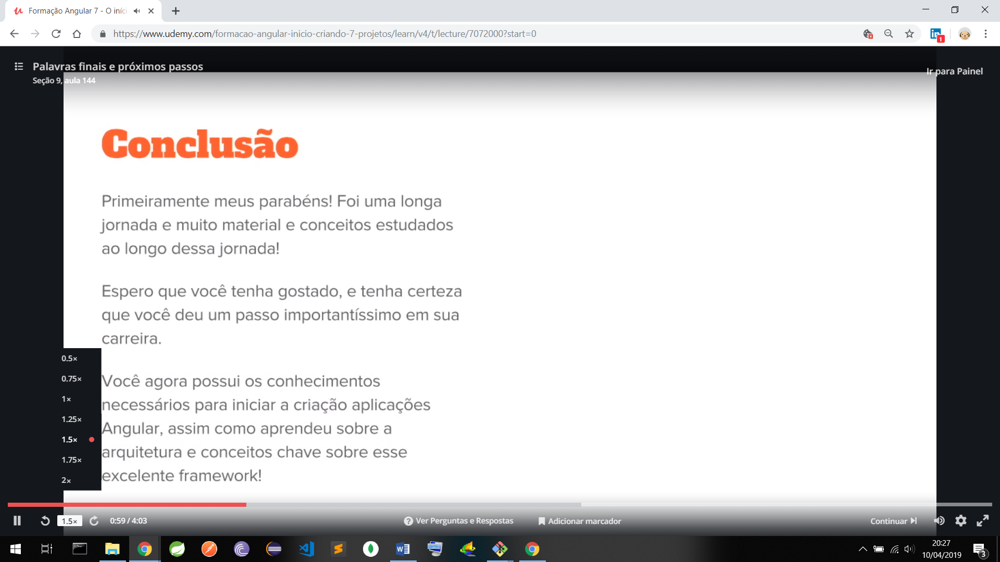 Formação Angular 7 - O iníci
https://www.udemy.com/formacao-angular-inicio-criando-7-projetos/learn/v4/t/lecture/7072000?start=0
1
Palavras finais e próximos passos
Seção 9, aula 144
Ir para Painel
Conclusão
Primeiramente meus parabéns! Foi uma longa
jornada e muito material e conceitos estudados
ao longo dessa jornada!
Espero que você tenha gostado, e tenha certeza
que você deu um passo importantíssimo em sua
carreira.
Você agora possui os conhecimentos
necessários para iniciar a criação aplicações
Angular, assim como aprendeu sobre a
arquitetura e conceitos chave sobre esse
excelente framework!
0.5×
0.75×
1×
1.25×
1.5×
1.75×
2×
1.5×
0:59 / 4:03
Ver Perguntas e Respostas
Adicionar marcador
Continuar
20:27
10/04/2019
3